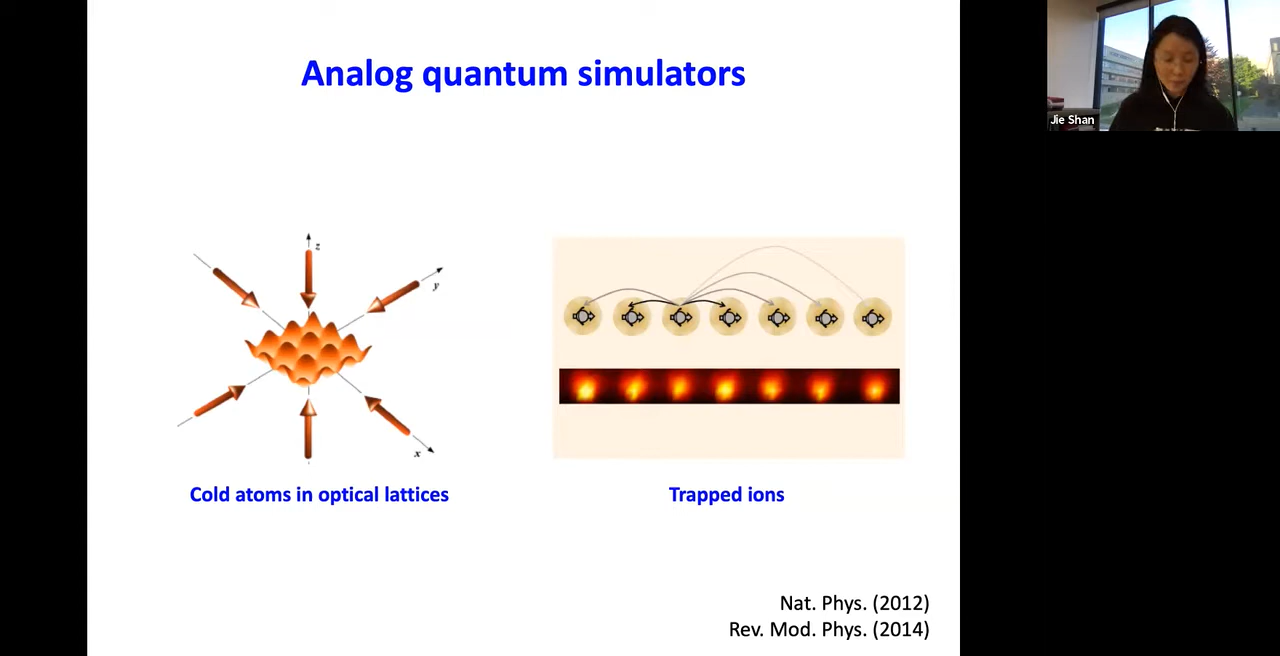 Analog quantum simulators
Jie Shan
z
y
x
Cold atoms in optical lattices
Trapped ions
Nat. Phys. (2012)
Rev. Mod. Phys. (2014)